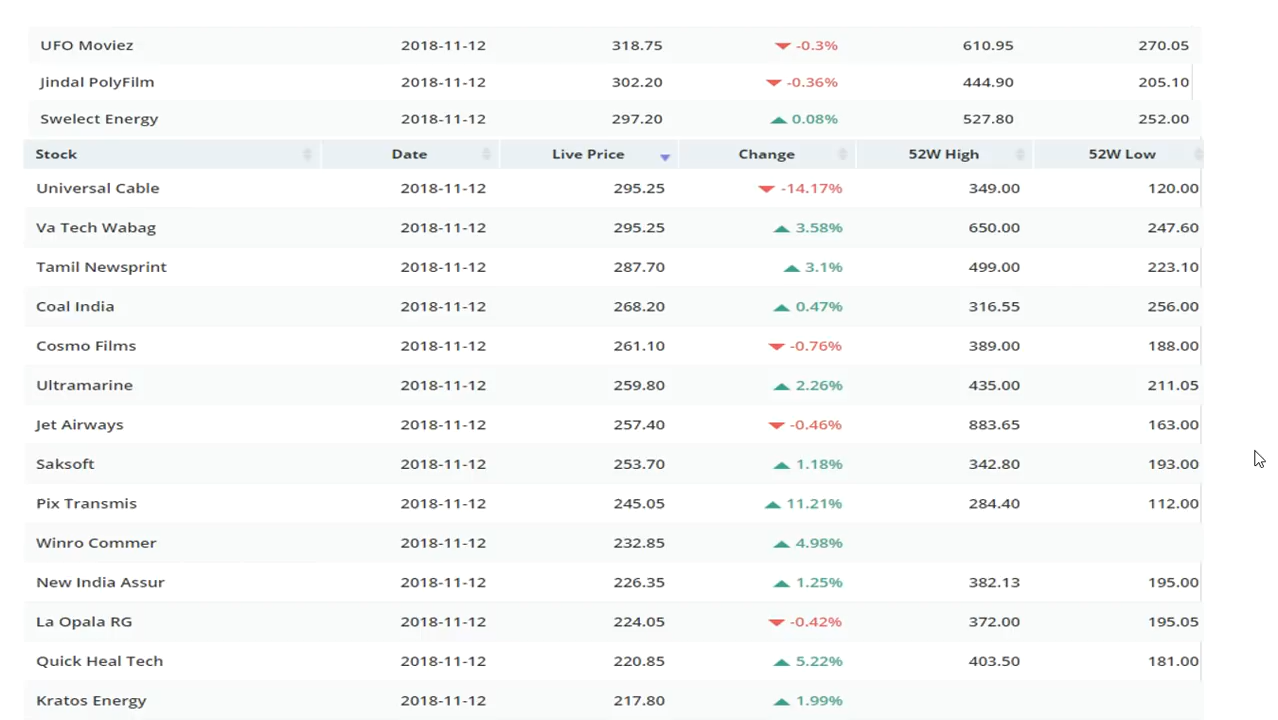 UFO Moviez 2018-11-12 318.75 -0.3% 610.95 270.05
Jindal PolyFilm 2018-11-12 302.20 -0.36% 444.90 205.10
Swelect Energy 2018-11-12 297.20 0.08% 527.80 252.00
Stock Date Live Price Change 52W High 52W Low
Universal Cable 2018-11-12 295.25 -14.17% 349.00 120.00
Va Tech Wabag 2018-11-12 295.25 3.58% 650.00 247.60
Tamil Newsprint 2018-11-12 287.70 3.1% 499.00 223.10
Coal India 2018-11-12 268.20 0.47% 316.55 256.00
Cosmo Films 2018-11-12 261.10 -0.76% 389.00 188.00
Ultramarine 2018-11-12 259.80 2.26% 435.00 211.05
Jet Airways 2018-11-12 257.40 -0.46% 883.65 163.00
Saksoft 2018-11-12 253.70 1.18% 342.80 193.00
Pix Transmis 2018-11-12 245.05 11.21% 284.40 112.00
Winro Commer 2018-11-12 232.85 4.98%
New India Assur 2018-11-12 226.35 1.25% 382.13 195.00
La Opala RG 2018-11-12 224.05 -0.42% 372.00 195.05
Quick Heal Tech 2018-11-12 220.85 5.22% 403.50 181.00
Kratos Energy 2018-11-12 217.80 1.99%